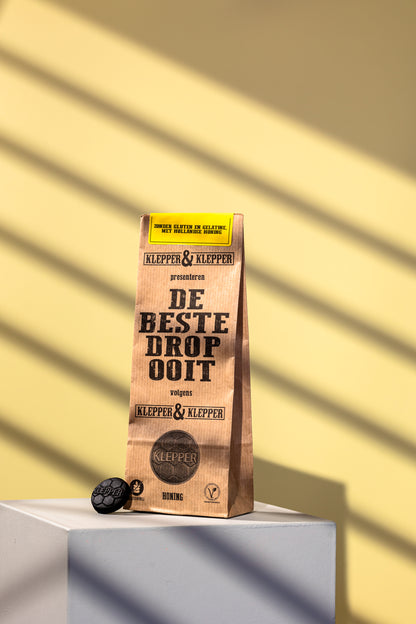 ZONDER GLUTEN EN GELATINE,
MET HOLLANDSE HONING
KLEPPER & KLEPPER
presenteren
DE
BESTE
DROP
OOIT
volgens
KLEPPER & KLEPPER
KLEPPER
KLEPPER
HONING